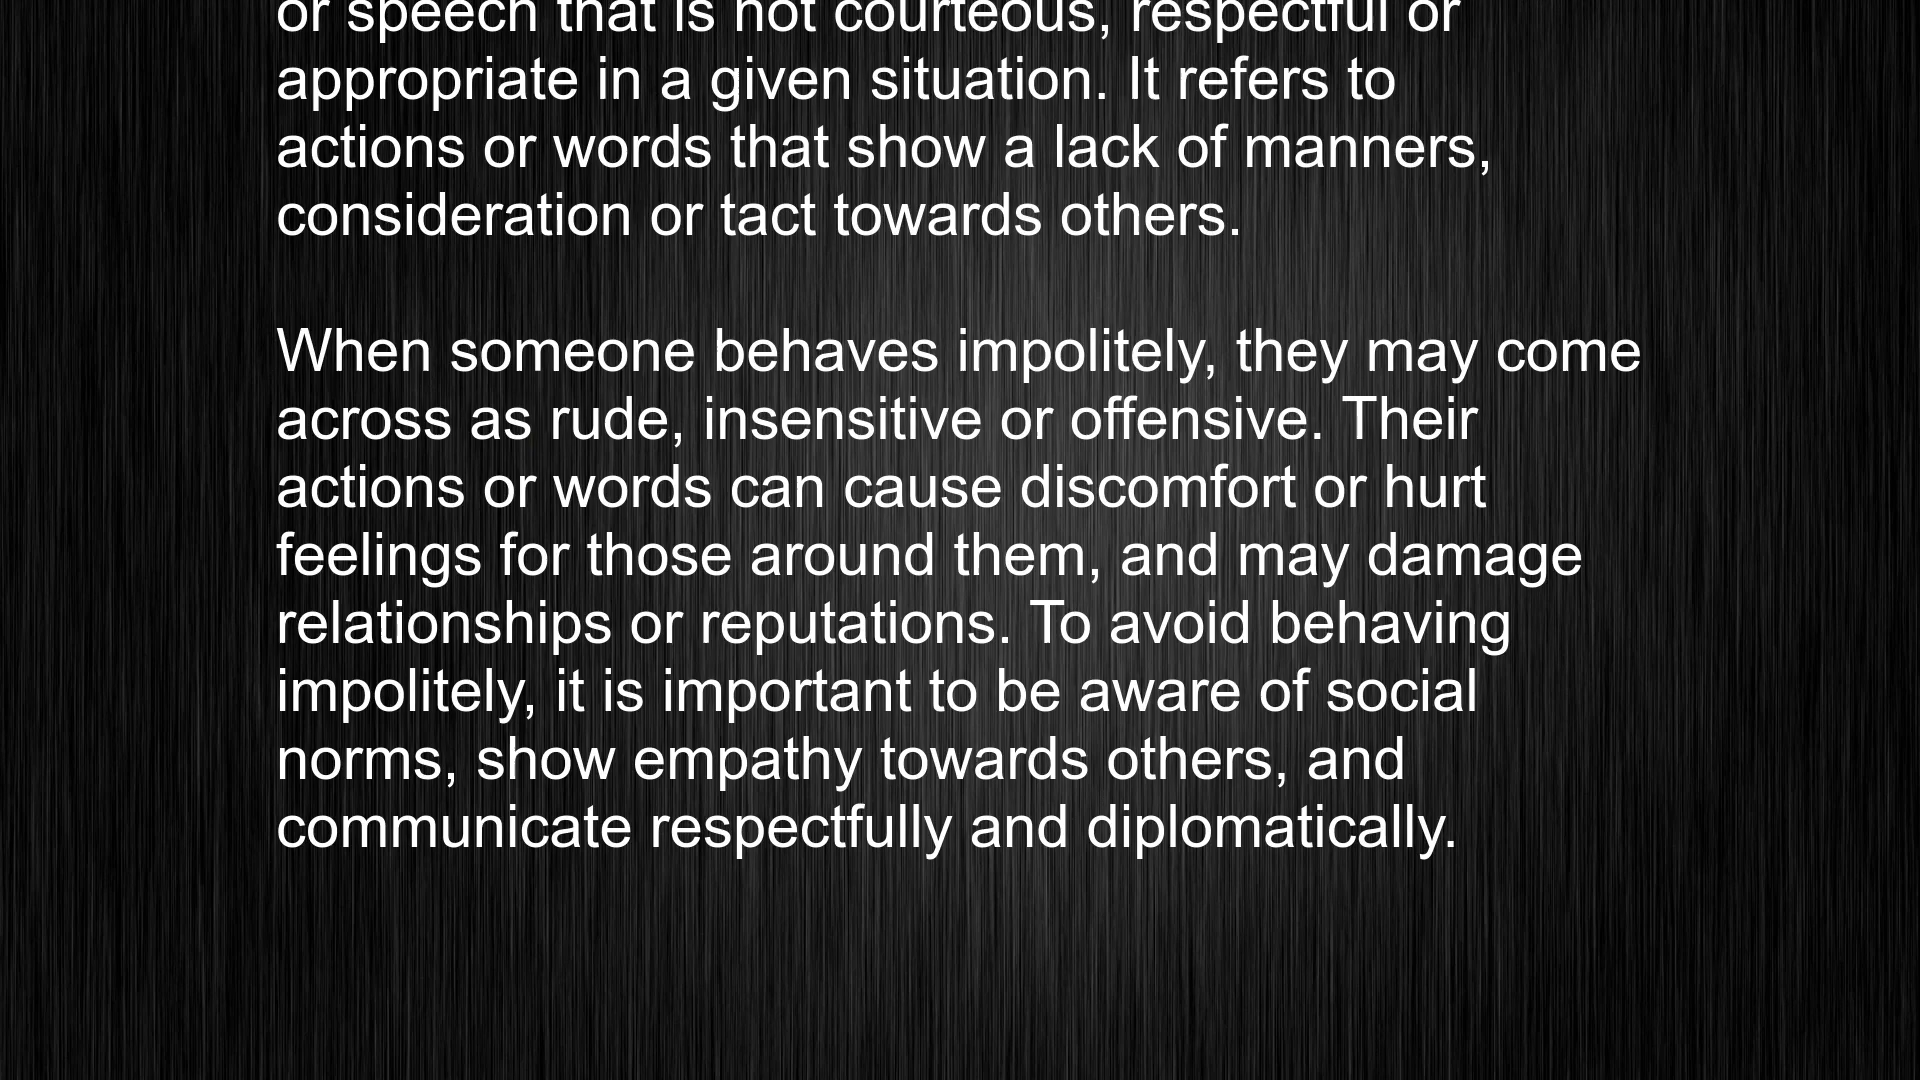 or speech that is not courteous, respectful or
appropriate in a given situation. It refers to
actions or words that show a lack of manners,
consideration or tact towards others.
When someone behaves impolitely, they may come
across as rude, insensitive or offensive. Their
actions or words can cause discomfort or hurt
feelings for those around them, and may damage
relationships or reputations. To avoid behaving
impolitely, it is important to be aware of social
norms, show empathy towards others, and
communicate respectfully and diplomatically.